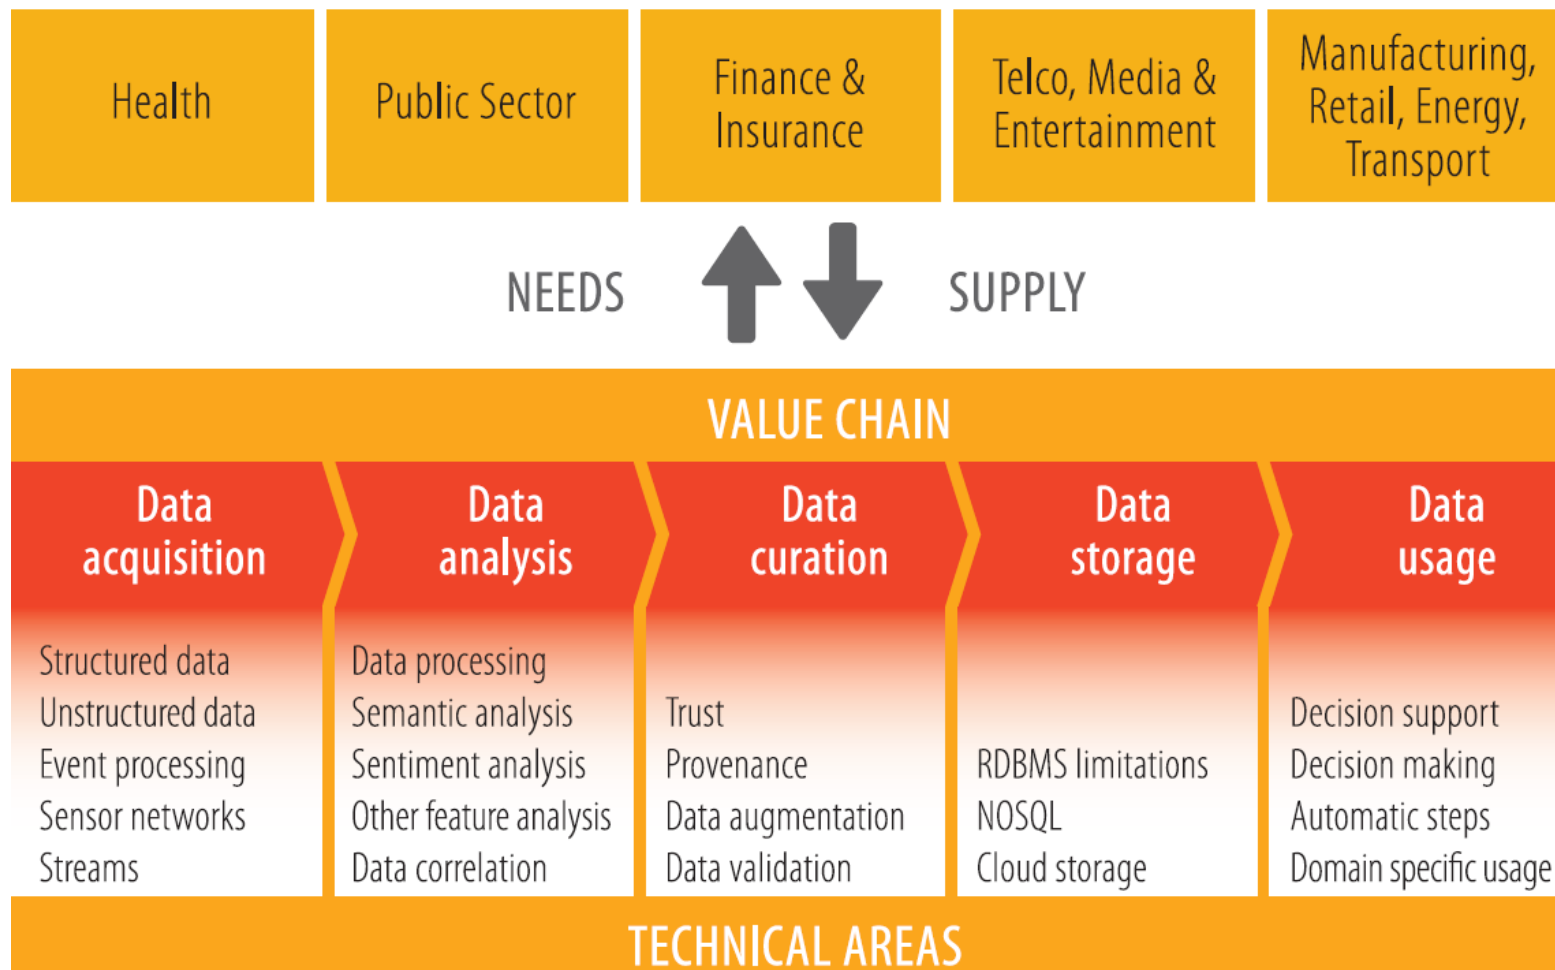 Health
Public Sector
Finance &
Insurance
Telco, Media &
Entertainment
Manufacturing,
Retail, Energy,
Transport
NEEDS
SUPPLY
VALUE CHAIN
Data
acquisition
Data
analysis
Data
curation
Data
storage
Data
usage
Structured data
Unstructured data
Event processing
Sensor networks
Streams
Data processing
Semantic analysis
Sentiment analysis
Other feature analysis
Data correlation
Trust
Provenance
Data augmentation
Data validation
RDBMS limitations
NOSQL
Cloud storage
Decision support
Decision making
Automatic steps
Domain specific usage
TECHNICAL AREAS